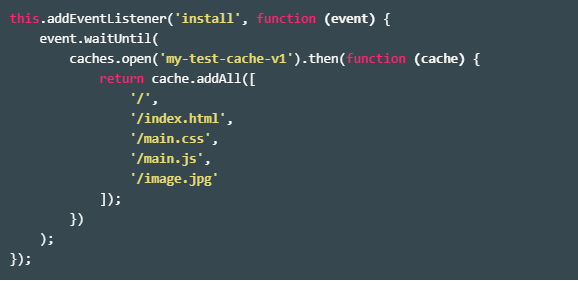 this.addEventListener('install', function (event) {
    event.waitUntil(
        caches.open('my-test-cache-v1').then(function (cache) {
            return cache.addAll([
                '/',
                '/index.html',
                '/main.css',
                '/main.js',
                '/image.jpg'
            ]);
        })
    );
});